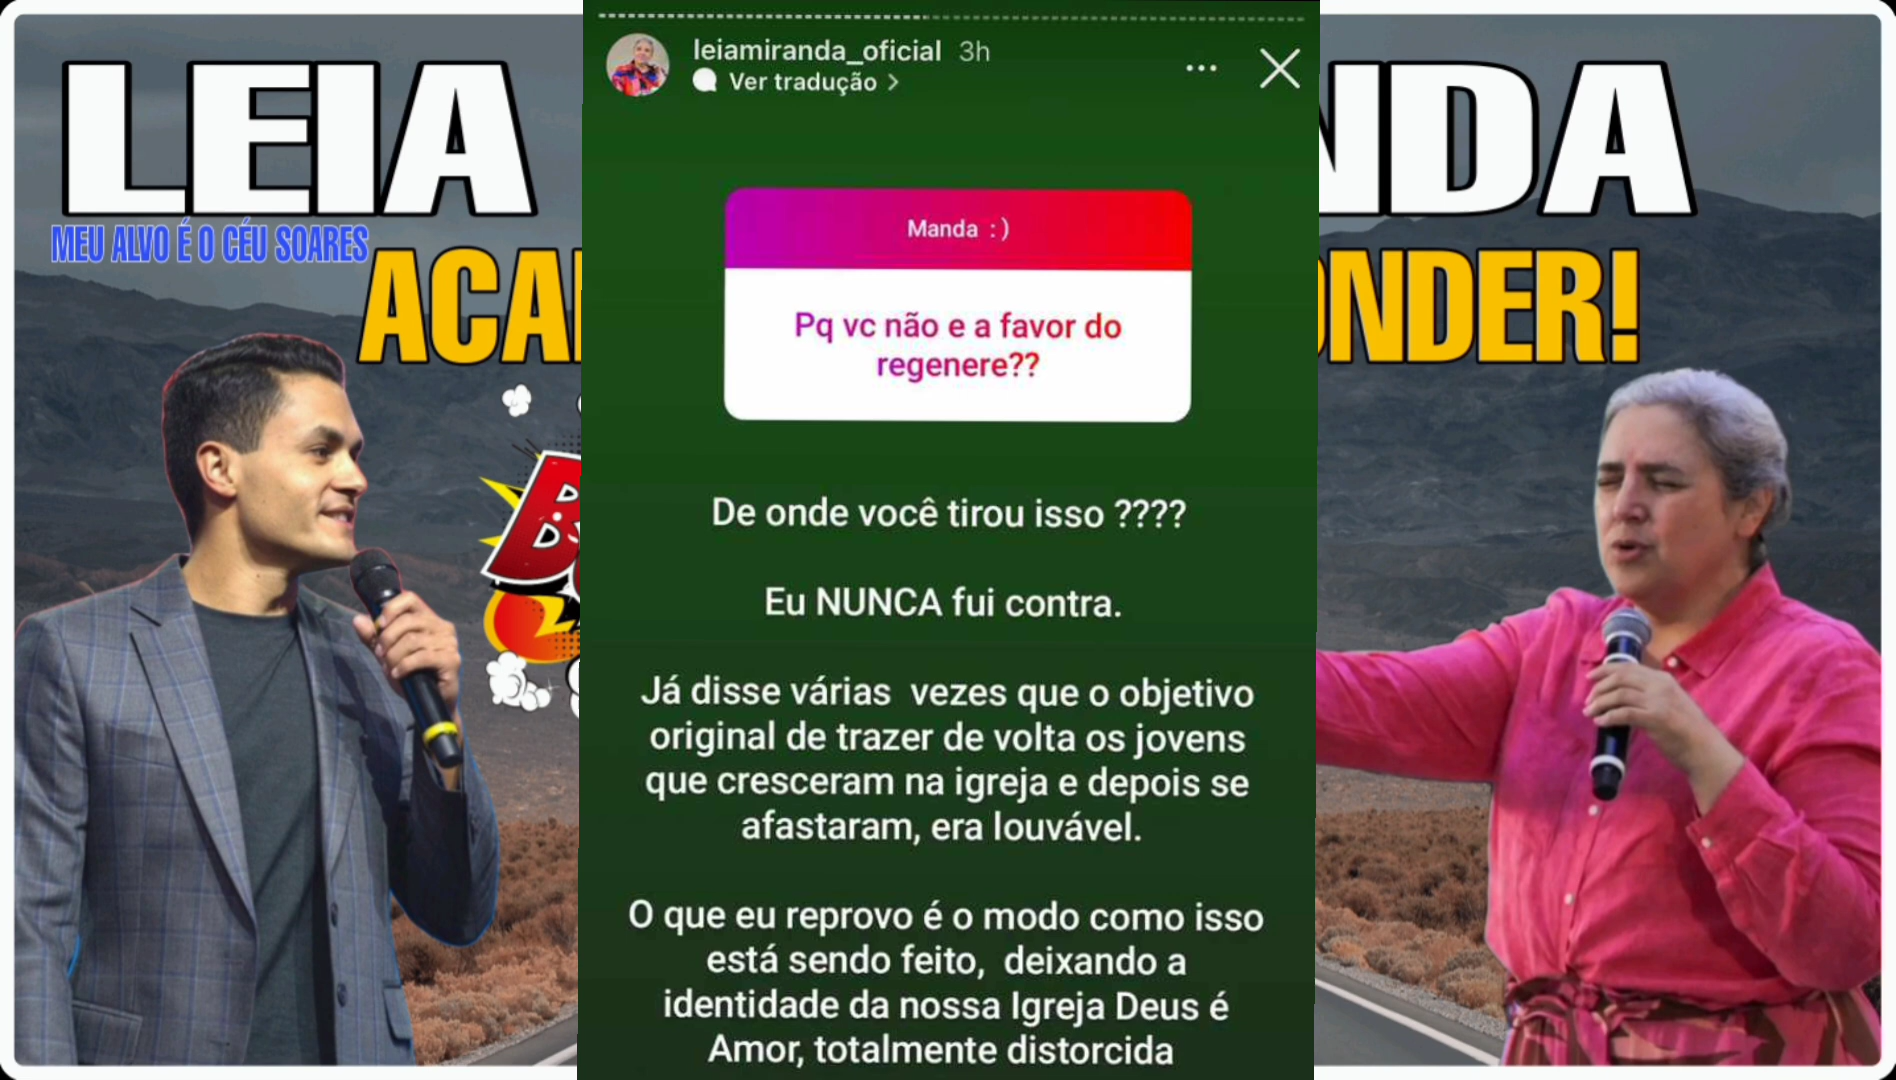 LEIA
MEU ALVO É O CÉU SOARES
leiamiranda_oficial 3h
Ver tradução >
Manda :)
Pq vc não e a favor do
regenere??
De onde você tirou isso ????
Eu NUNCA fui contra.
Já disse várias vezes que o objetivo
original de trazer de volta os jovens
que cresceram na igreja e depois se
afastaram, era louvável.
O que eu reprovo é o modo como isso
está sendo feito, deixando a
identidade da nossa Igreja Deus é
Amor, totalmente distorcida
NDA
ONDER!